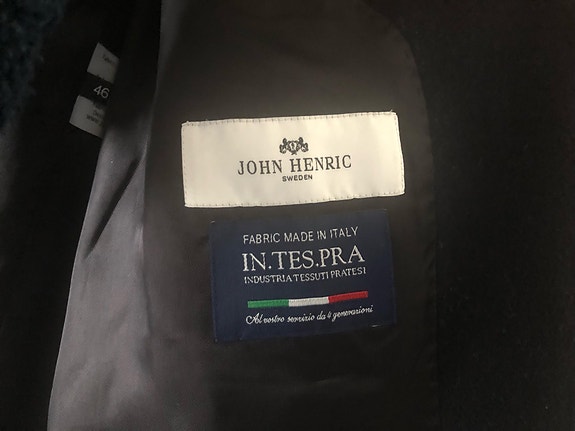 46
JOHN HENRIC
SWEDEN
FABRIC MADE IN ITALY
IN.TES.PRA
INDUSTRIA TESSUTI PRATESI
Al vostro servizio da 4 generazioni